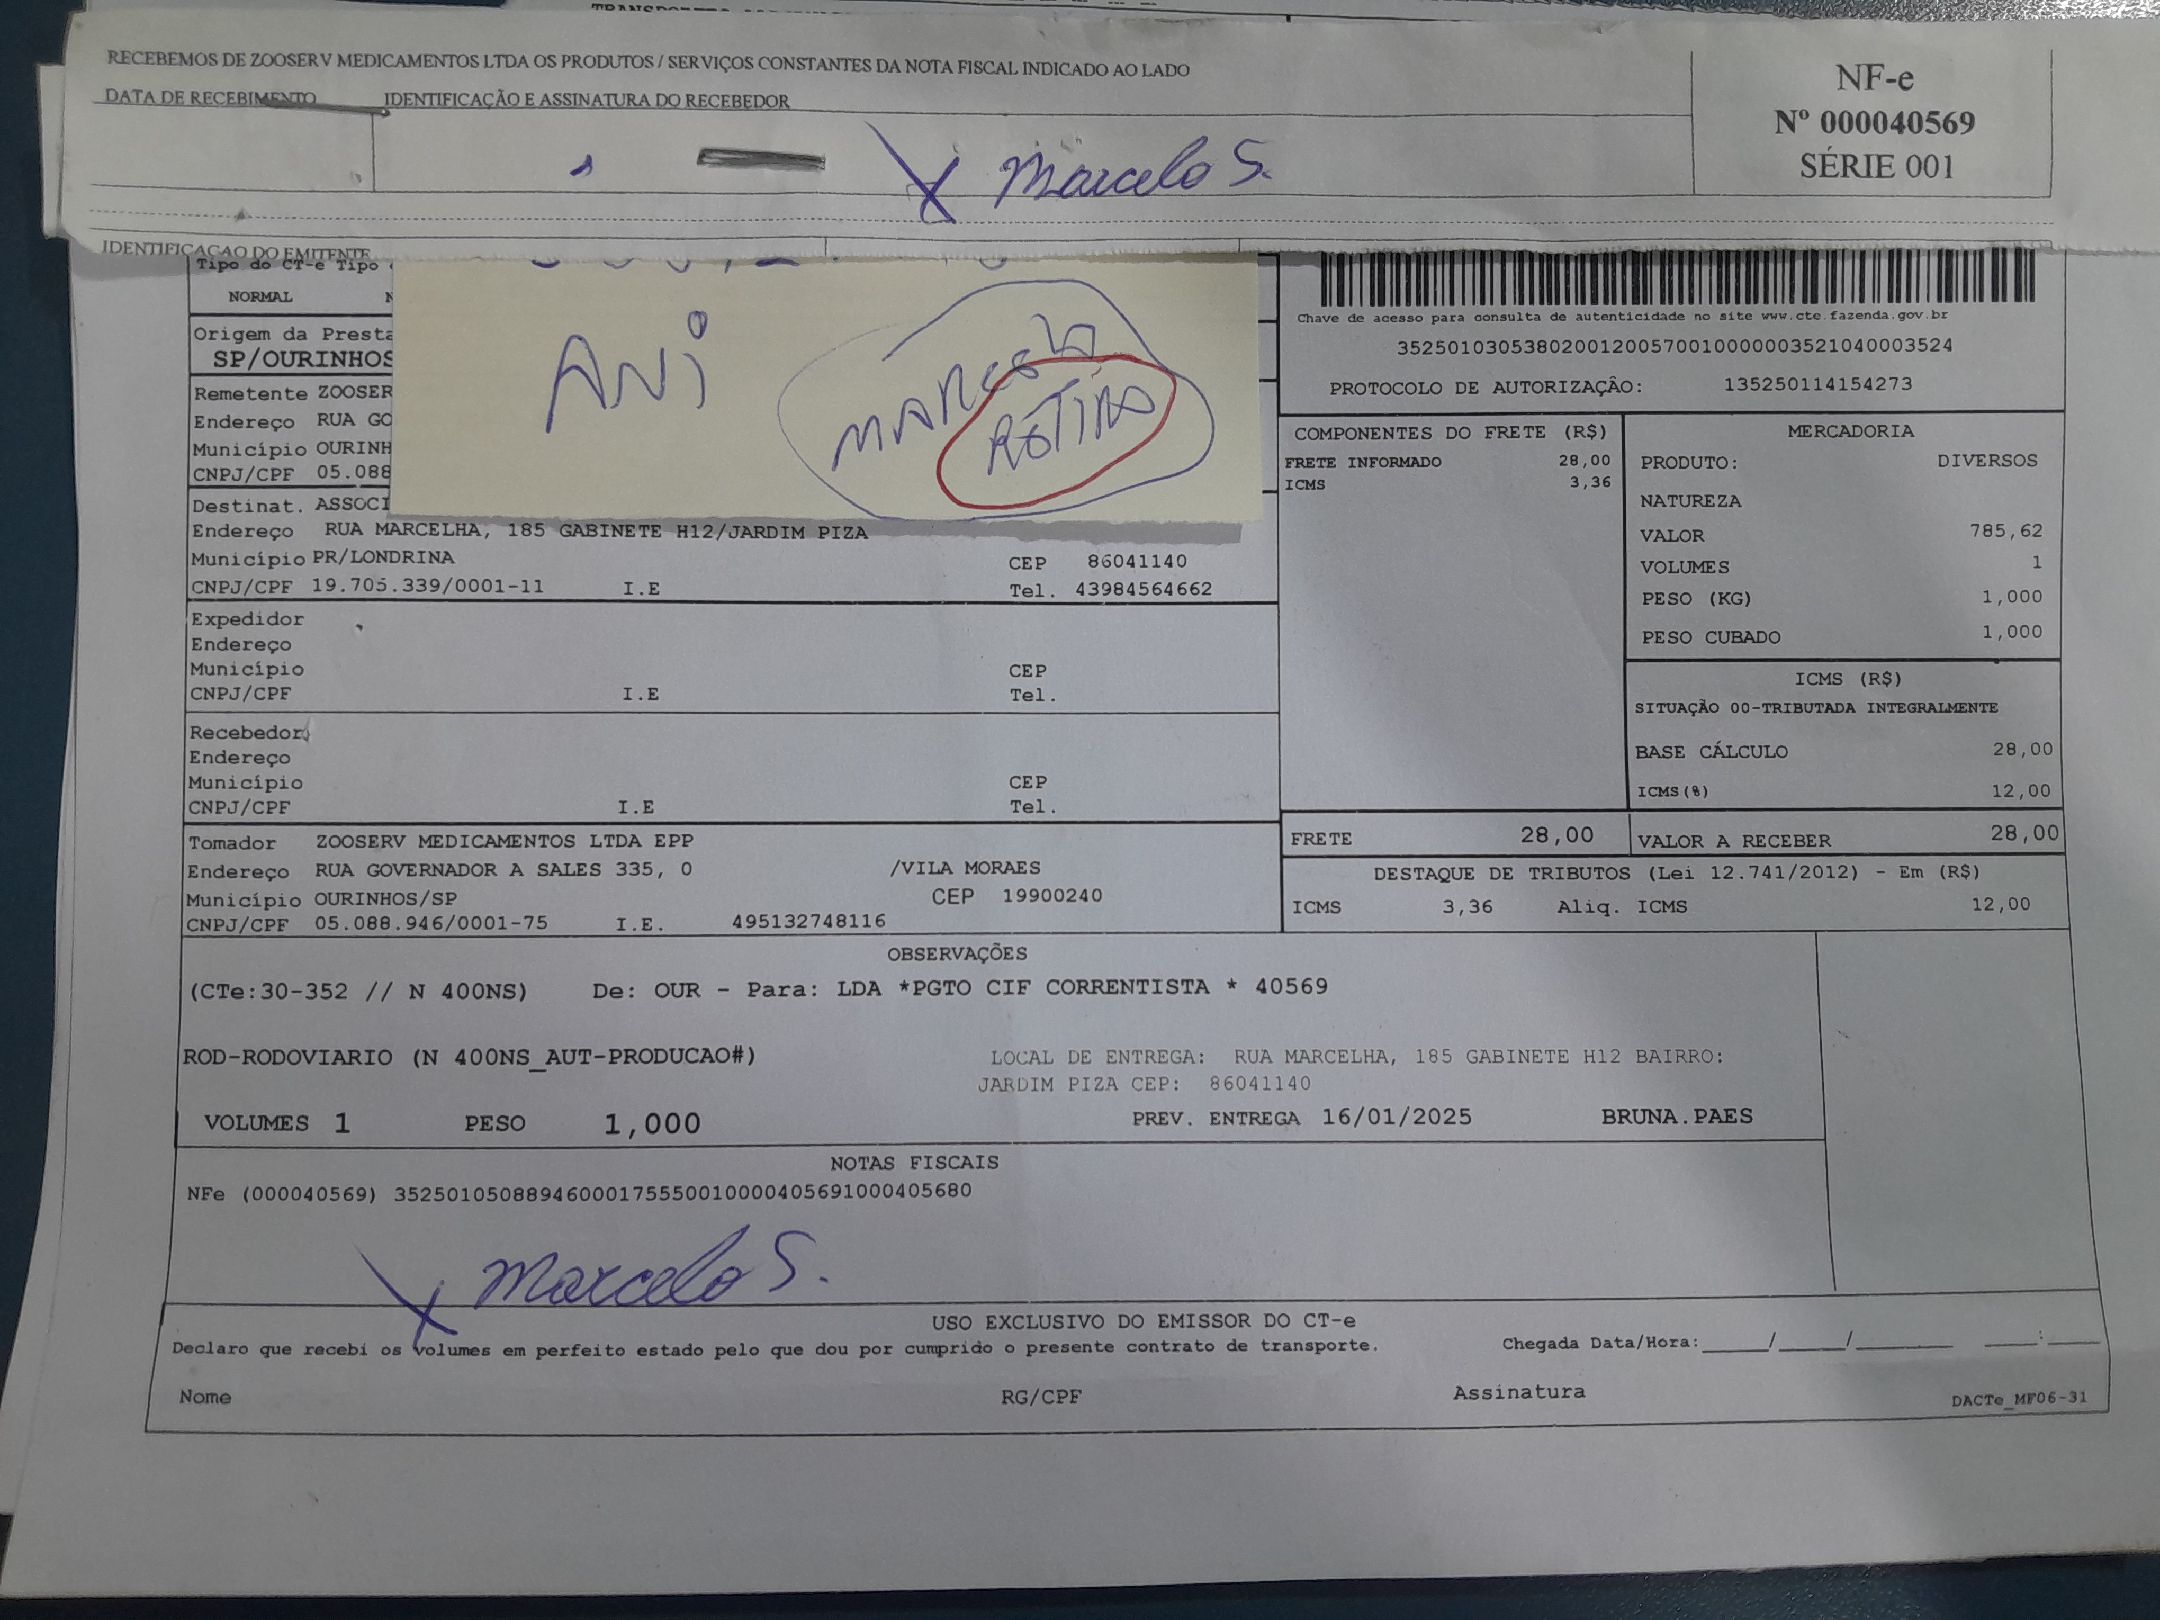 RECEBEMOS DE ZOOSERV MEDICAMENTOS LTDA OS PRODUTOS / SERVIÇOS CONSTANTES DA NOTA FISCAL INDICADO AO LADO
DATA DE RECEBIMENTO IDENTIFICAÇÃO E ASSINATURA DO RECEBEDOR
NF-e
Nº 000040569
SÉRIE 001
X Marcelo S.
IDENTIFICAÇÃO DO EMITENTE
Tipo do CT-e Tipo
NORMAL
Origem da Presta
SP/OURINHOS
Remetente ZOOSER
Endereço RUA GO
Município OURINH
CNPJ/CPF 05.088
ANi
MARCELO
Chave de acesso para consulta de autenticidade no site www.cte.fazenda.gov.br
35250103053802001200570010000003521040003524
PROTOCOLO DE AUTORIZAÇÃO: 135250114154273
Destinat. ASSOCI
Endereço RUA MARCELHA, 185 GABINETE H12/JARDIM PIZA
Município PR/LONDRINA CEP 86041140
CNPJ/CPF 19.705.339/0001-11 I.E Tel. 43984564662
Expedidor
Endereço
Município CEP
CNPJ/CPF I.E Tel.
Recebedor
Endereço
Município CEP
CNPJ/CPF I.E Tel.
Tomador ZOOSERV MEDICAMENTOS LTDA EPP
Endereço RUA GOVERNADOR A SALES 335, 0 /VILA MORAES
Município OURINHOS/SP CEP 19900240
CNPJ/CPF 05.088.946/0001-75 I.E. 495132748116
COMPONENTES DO FRETE (R$)
FRETE INFORMADO 28,00
ICMS 3,36
MERCADORIA
PRODUTO: DIVERSOS
NATUREZA
VALOR 785,62
VOLUMES 1
PESO (KG) 1,000
PESO CUBADO 1,000
ICMS (R$)
SITUAÇÃO 00-TRIBUTADA INTEGRALMENTE
BASE CÁLCULO 28,00
ICMS(%) 12,00
FRETE 28,00 VALOR A RECEBER 28,00
DESTAQUE DE TRIBUTOS (Lei 12.741/2012) - Em (R$)
ICMS 3,36 Aliq. ICMS 12,00
OBSERVAÇÕES
(CTe:30-352 // N 400NS) De: OUR - Para: LDA *PGTO CIF CORRENTISTA * 40569
ROD-RODOVIARIO (N 400NS_AUT-PRODUCAO#) LOCAL DE ENTREGA: RUA MARCELHA, 185 GABINETE H12 BAIRRO:
JARDIM PIZA CEP: 86041140
VOLUMES 1 PESO 1,000 PREV. ENTREGA 16/01/2025 BRUNA.PAES
NOTAS FISCAIS
NFe (000040569) 35250105088946000175550010000405691000405680
X Marcelo S.
USO EXCLUSIVO DO EMISSOR DO CT-e
Declaro que recebi os volumes em perfeito estado pelo que dou por cumprido o presente contrato de transporte. Chegada Data/Hora:____/____/______ ____:____
Nome RG/CPF Assinatura DACTe_MF06-31